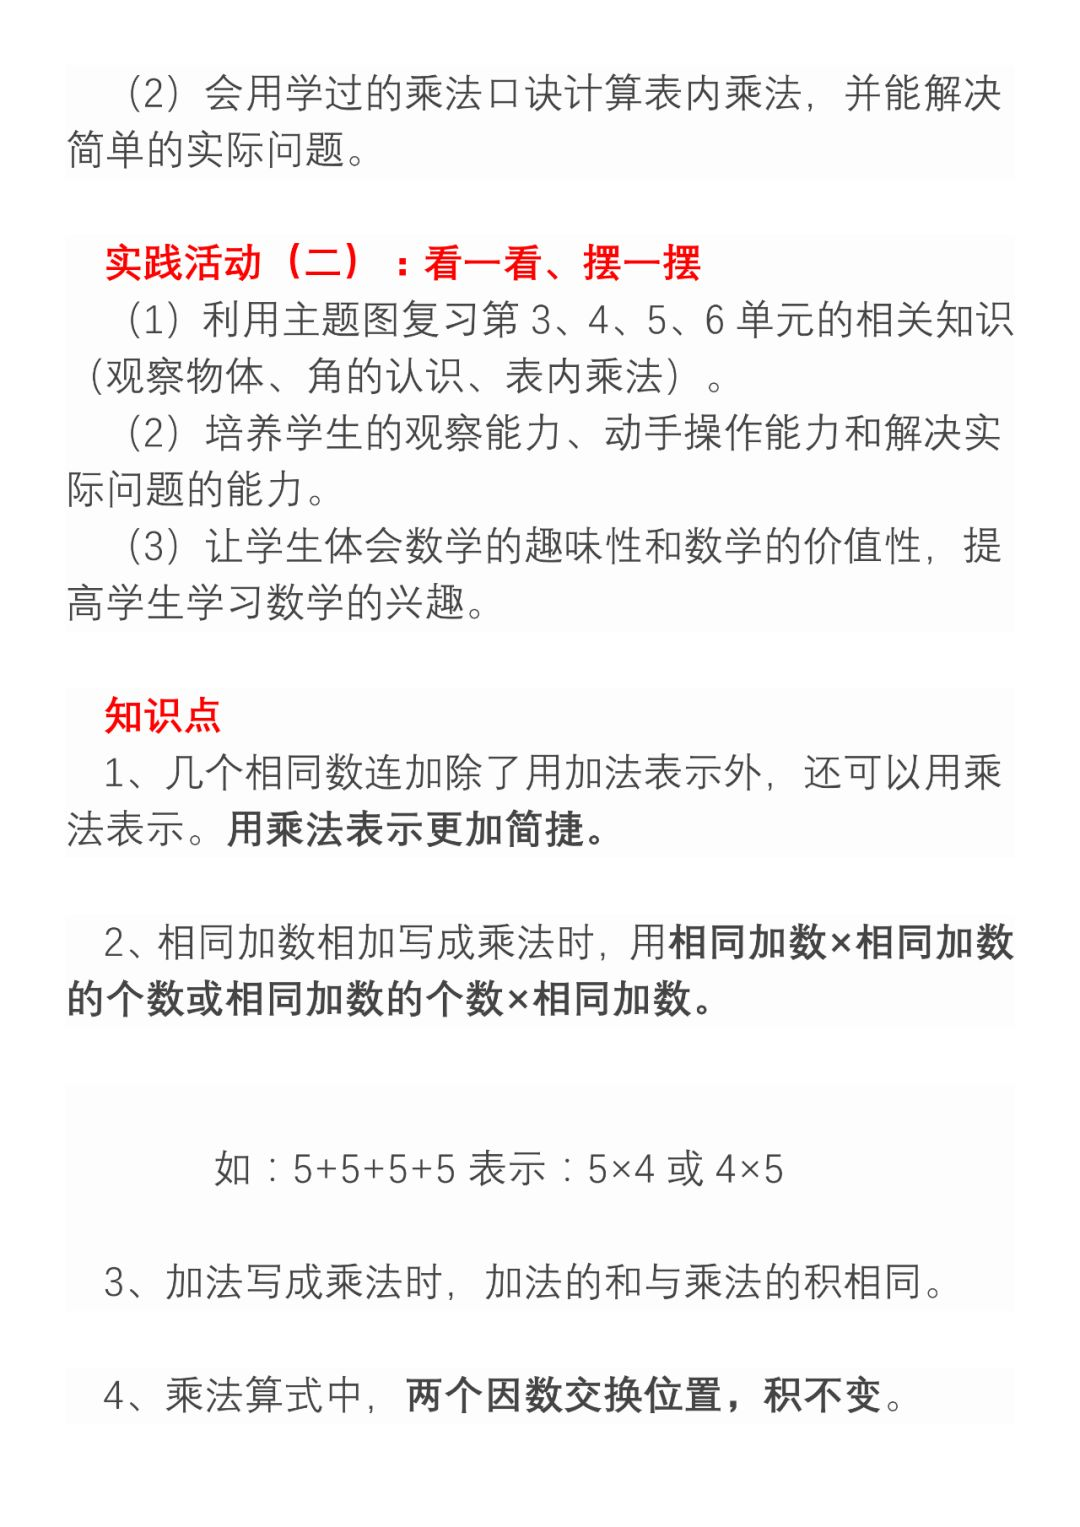 （2）会用学过的乘法口诀计算表内乘法，并能解决
简单的实际问题。
实践活动（二）：看一看、摆一摆
（1）利用主题图复习第 3、4、5、6 单元的相关知识
（观察物体、角的认识、表内乘法）。
（2）培养学生的观察能力、动手操作能力和解决实
际问题的能力。
（3）让学生体会数学的趣味性和数学的价值性，提
高学生学习数学的兴趣。
知识点
1、几个相同数连加除了用加法表示外，还可以用乘
法表示。用乘法表示更加简捷。
2、相同加数相加写成乘法时，用相同加数×相同加数
的个数或相同加数的个数×相同加数。
如：5+5+5+5 表示：5×4 或 4×5
3、加法写成乘法时，加法的和与乘法的积相同。
4、乘法算式中，两个因数交换位置，积不变。